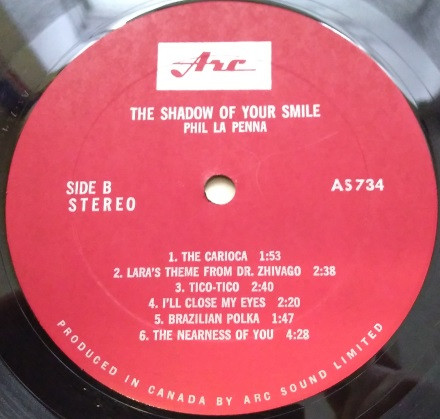 Arc
THE SHADOW OF YOUR SMILE
PHIL LA PENNA
SIDE B
STEREO
AS 734
1. THE CARIOCA 1:53
2. LARA'S THEME FROM DR. ZHIVAGO 2:38
3. TICO-TICO 2:40
4. I'LL CLOSE MY EYES 2:20
5. BRAZILIAN POLKA 1:47
6. THE NEARNESS OF YOU 4:28
PRODUCED IN CANADA BY ARC SOUND LIMITED